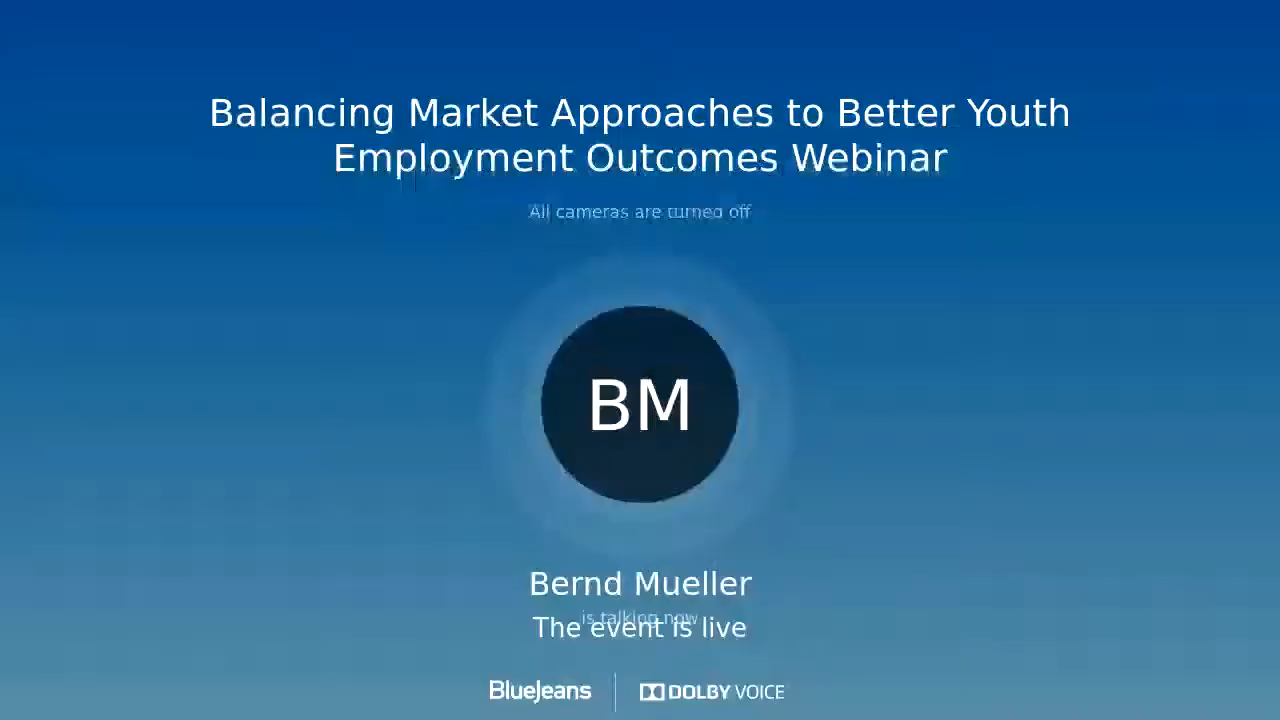 Balancing Market Approaches to Better Youth
Employment Outcomes Webinar
All cameras are turned off
BM
Bernd Mueller
is talking now
The event is live
BlueJeans
DOLBY VOICE